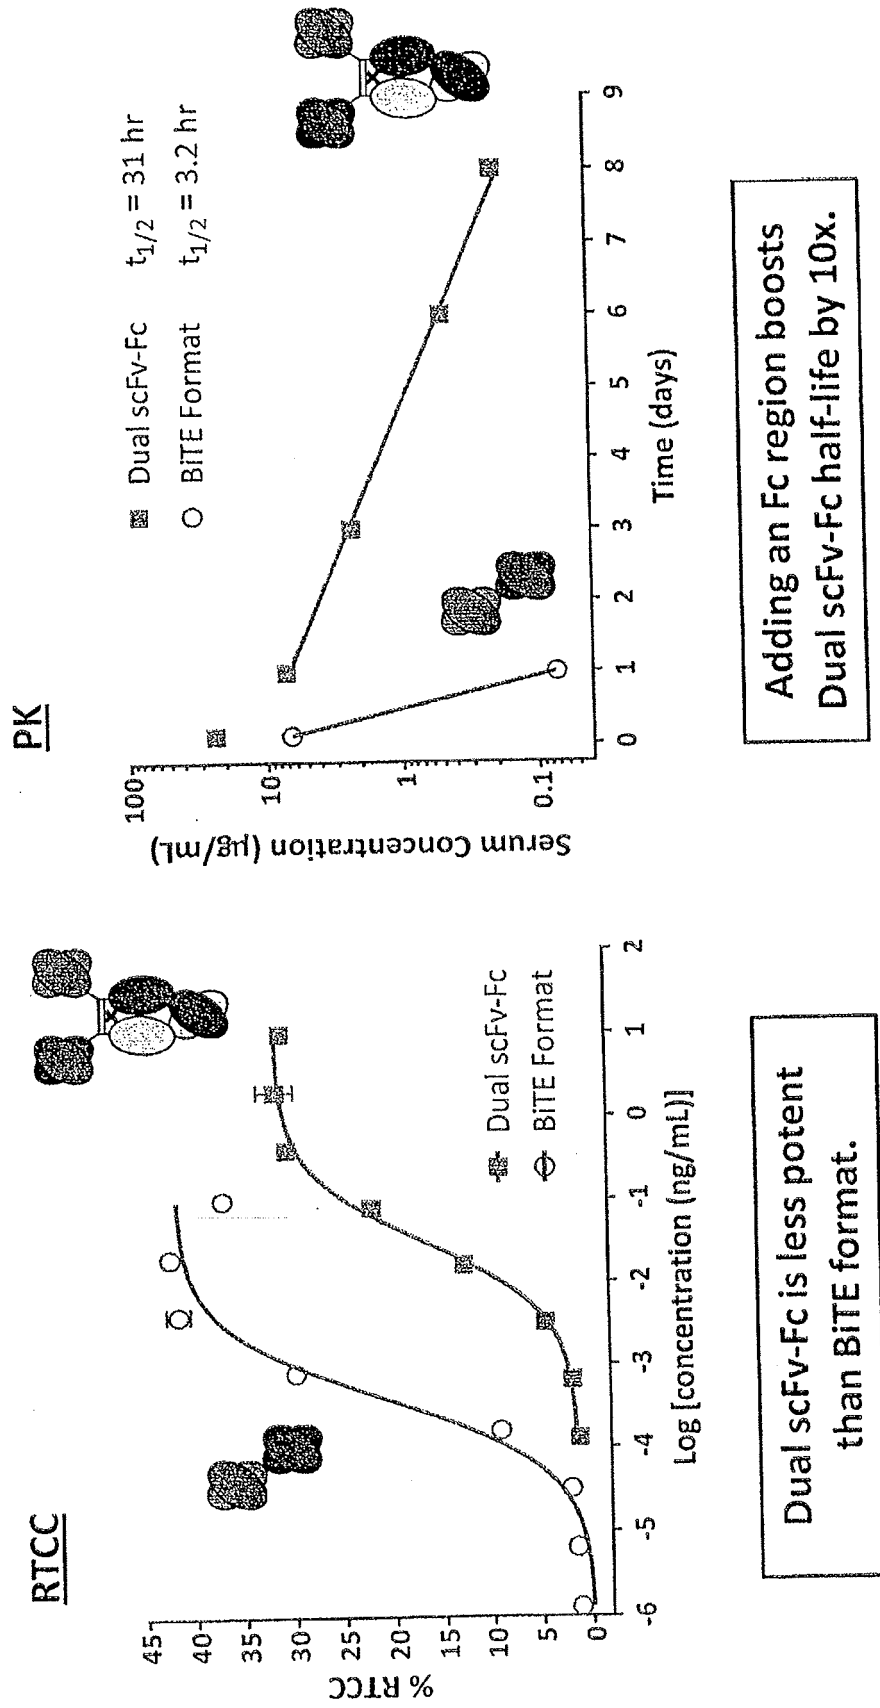 RTCC
% RTCC
45
40
35
30
25
20
15
10
5
0
-6
-5
-4
-3
-2
-1
0
1
2
Log [concentration (ng/mL)]
Dual scFv-Fc
BiTE Format
Dual scFv-Fc is less potent
than BiTE format.
PK
Serum Concentration (µg/mL)
100
10
1
0.1
0
1
2
3
4
5
6
7
8
9
Time (days)
Dual scFv-Fc t1/2 = 31 hr
BiTE Format t1/2 = 3.2 hr
Adding an Fc region boosts
Dual scFv-Fc half-life by 10x.